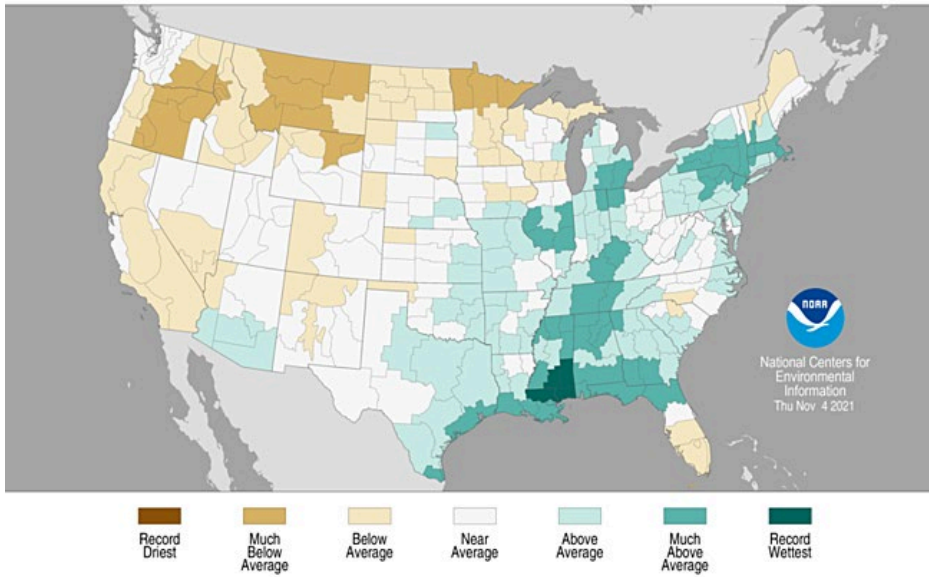 NOAA
National Centers for
Environmental
Information
Thu Nov 4 2021
Record
Driest
Much
Below
Average
Below
Average
Near
Average
Above
Average
Much
Above
Average
Record
Wettest